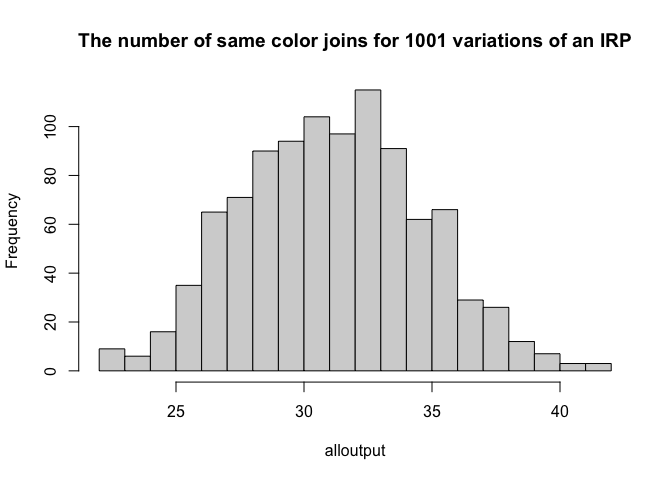 The number of same color joins for 1001 variations of an IRP
100
80
60
40
20
0
Frequency
25 30 35 40
alloutput